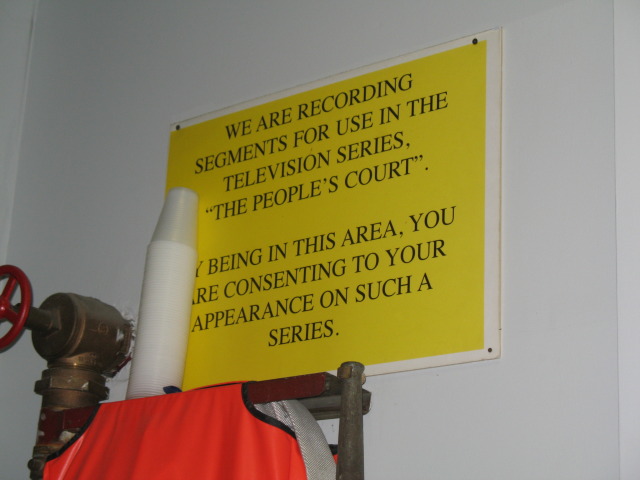 WE ARE RECORDING
SEGMENTS FOR USE IN THE
TELEVISION SERIES,
“THE PEOPLE'S COURT”.
Y BEING IN THIS AREA, YOU
RE CONSENTING TO YOUR
APPEARANCE ON SUCH A
SERIES.